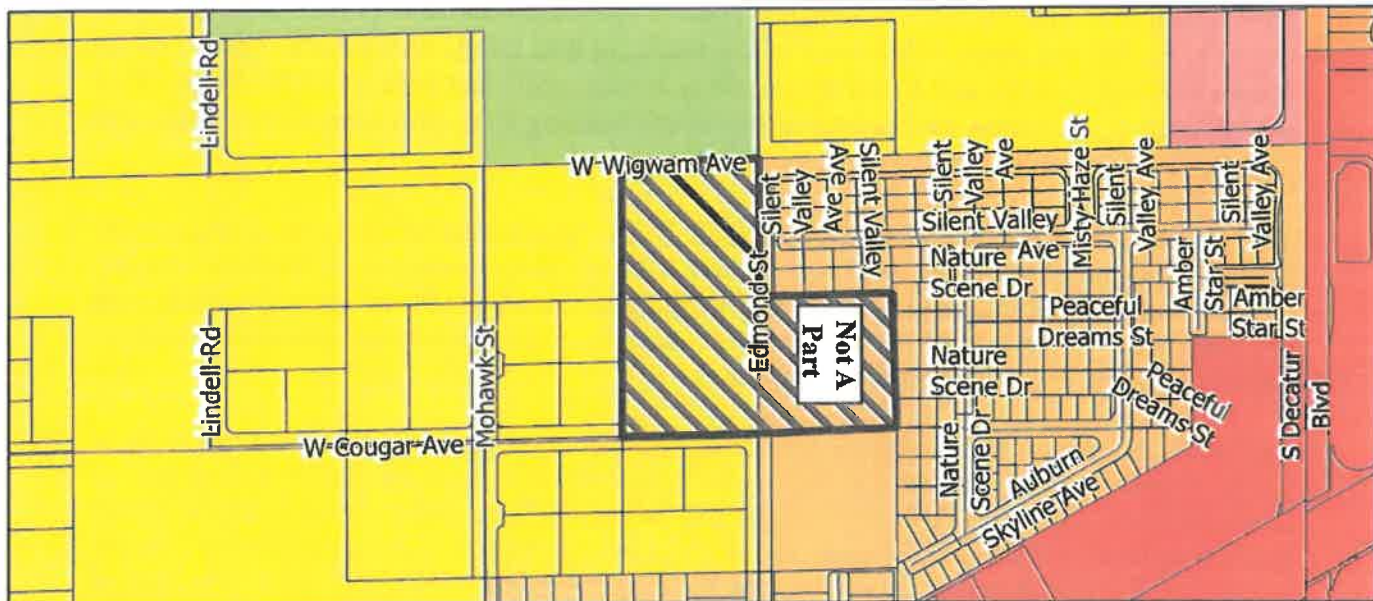 Lindell Rd
W Wigwam Ave
Silent
Valley
Ave
Ave
Silent Valley
Silent
Valley
Ave
Misty Haze St
Silent
Valley Ave
Silent
Valley Ave
Silent Valley
Ave
Nature
Scene Dr
Amber
Star St
Amber
Star St
Edmond St
Not A
Part
Peaceful
Dreams St
Nature
Scene Dr
Peaceful
Dreams St
S Decatur
Blvd
Lindell Rd
Mohawk St
W Cougar Ave
Nature
Scene Dr
Auburn
Skyline Ave